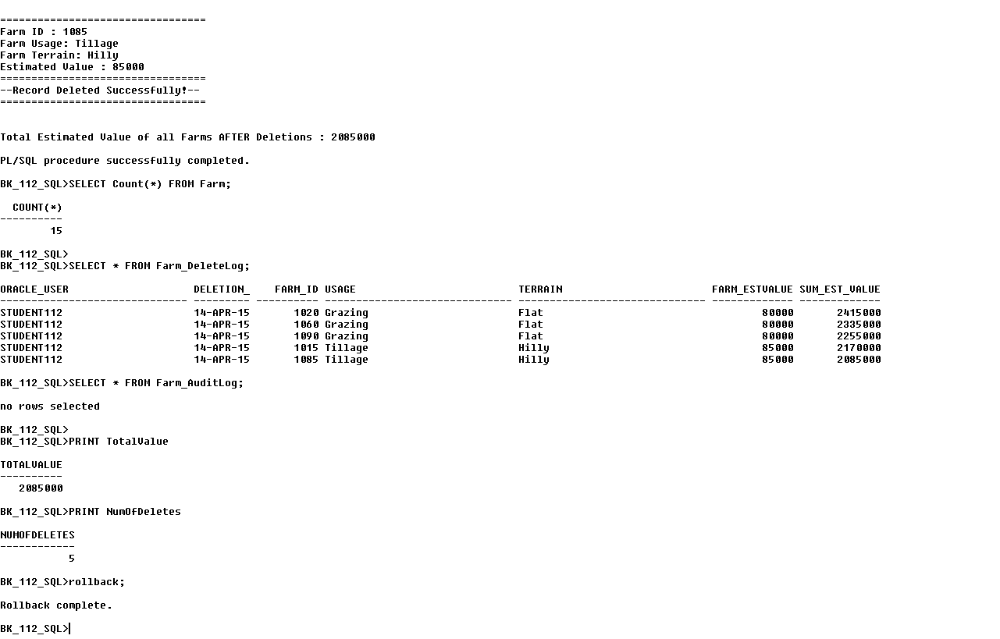 =================================
Farm ID : 1085
Farm Usage: Tillage
Farm Terrain: Hilly
Estimated Value : 85000
=================================
--Record Deleted Successfully!--
=================================
Total Estimated Value of all Farms AFTER Deletions : 2085000
PL/SQL procedure successfully completed.
BK_112_SQL>SELECT Count(*) FROM Farm;
  COUNT(*)
----------
        15
BK_112_SQL>
BK_112_SQL>SELECT * FROM Farm_DeleteLog;
ORACLE_USER                    DELETION_    FARM_ID USAGE                          TERRAIN                        FARM_ESTVALUE SUM_EST_VALUE
------------------------------ --------- ---------- ------------------------------ ------------------------------ ------------- -------------
STUDENT112                     14-APR-15       1020 Grazing                        Flat                                   80000       2415000
STUDENT112                     14-APR-15       1060 Grazing                        Flat                                   80000       2335000
STUDENT112                     14-APR-15       1090 Grazing                        Flat                                   80000       2255000
STUDENT112                     14-APR-15       1015 Tillage                        Hilly                                  85000       2170000
STUDENT112                     14-APR-15       1085 Tillage                        Hilly                                  85000       2085000
BK_112_SQL>SELECT * FROM Farm_AuditLog;
no rows selected
BK_112_SQL>
BK_112_SQL>PRINT TotalValue
TOTALVALUE
----------
   2085000
BK_112_SQL>PRINT NumOfDeletes
NUMOFDELETES
------------
           5
BK_112_SQL>rollback;
Rollback complete.
BK_112_SQL>